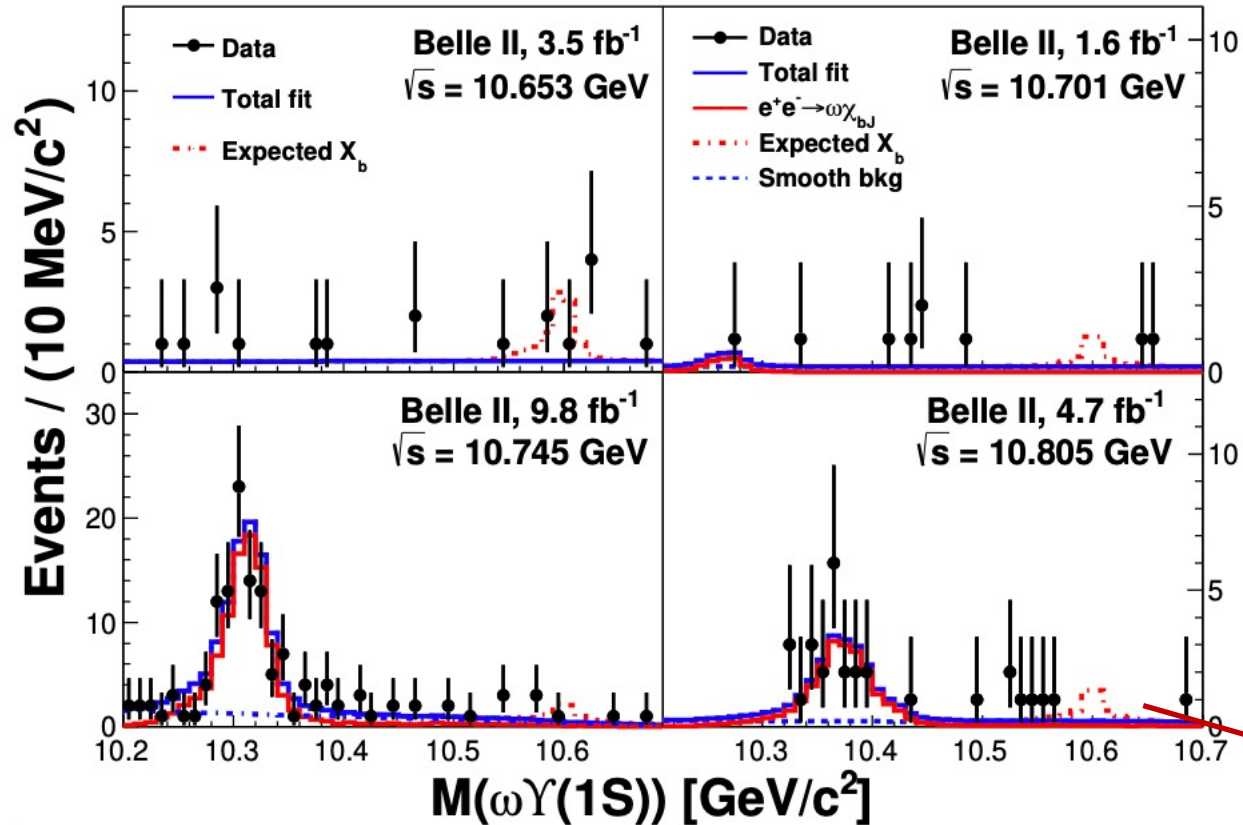 Events / (10 MeV/c²)
Data
Total fit
Expected X_b
Belle II, 3.5 fb⁻¹
√s = 10.653 GeV
10
5
0
Data
Total fit
e⁺e⁻→ωχ_bJ
Expected X_b
Smooth bkg
Belle II, 1.6 fb⁻¹
√s = 10.701 GeV
10
5
0
Belle II, 9.8 fb⁻¹
√s = 10.745 GeV
30
20
10
0
Belle II, 4.7 fb⁻¹
√s = 10.805 GeV
10
5
0
10.2 10.3 10.4 10.5 10.6 10.3 10.4 10.5 10.6 10.7
M(ωΥ(1S)) [GeV/c²]